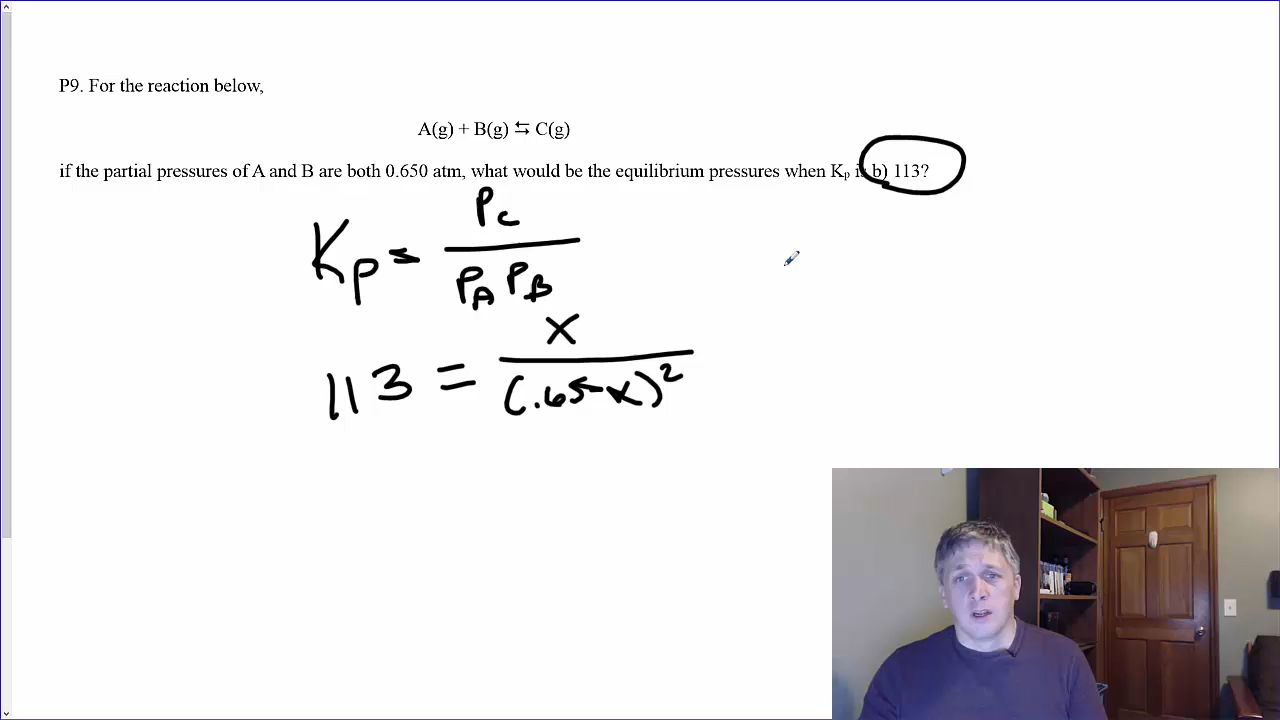 P9. For the reaction below,
A(g) + B(g) ⇆ C(g)
if the partial pressures of A and B are both 0.650 atm, what would be the equilibrium pressures when Kp is b) 113?
Kp = PC / PA PB
113 = x / (.65-x)²